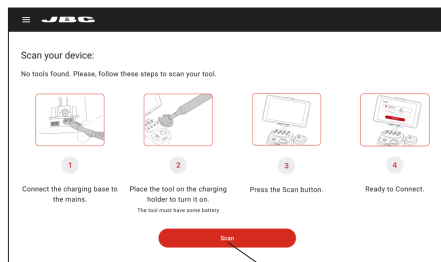 JBC
Scan your device:
No tools found. Please, follow these steps to scan your tool.
1
2
3
4
Connect the charging base to
the mains.
Place the tool on the charging
holder to turn it on.
The tool must have some battery
Press the Scan button.
Ready to Connect.
Scan